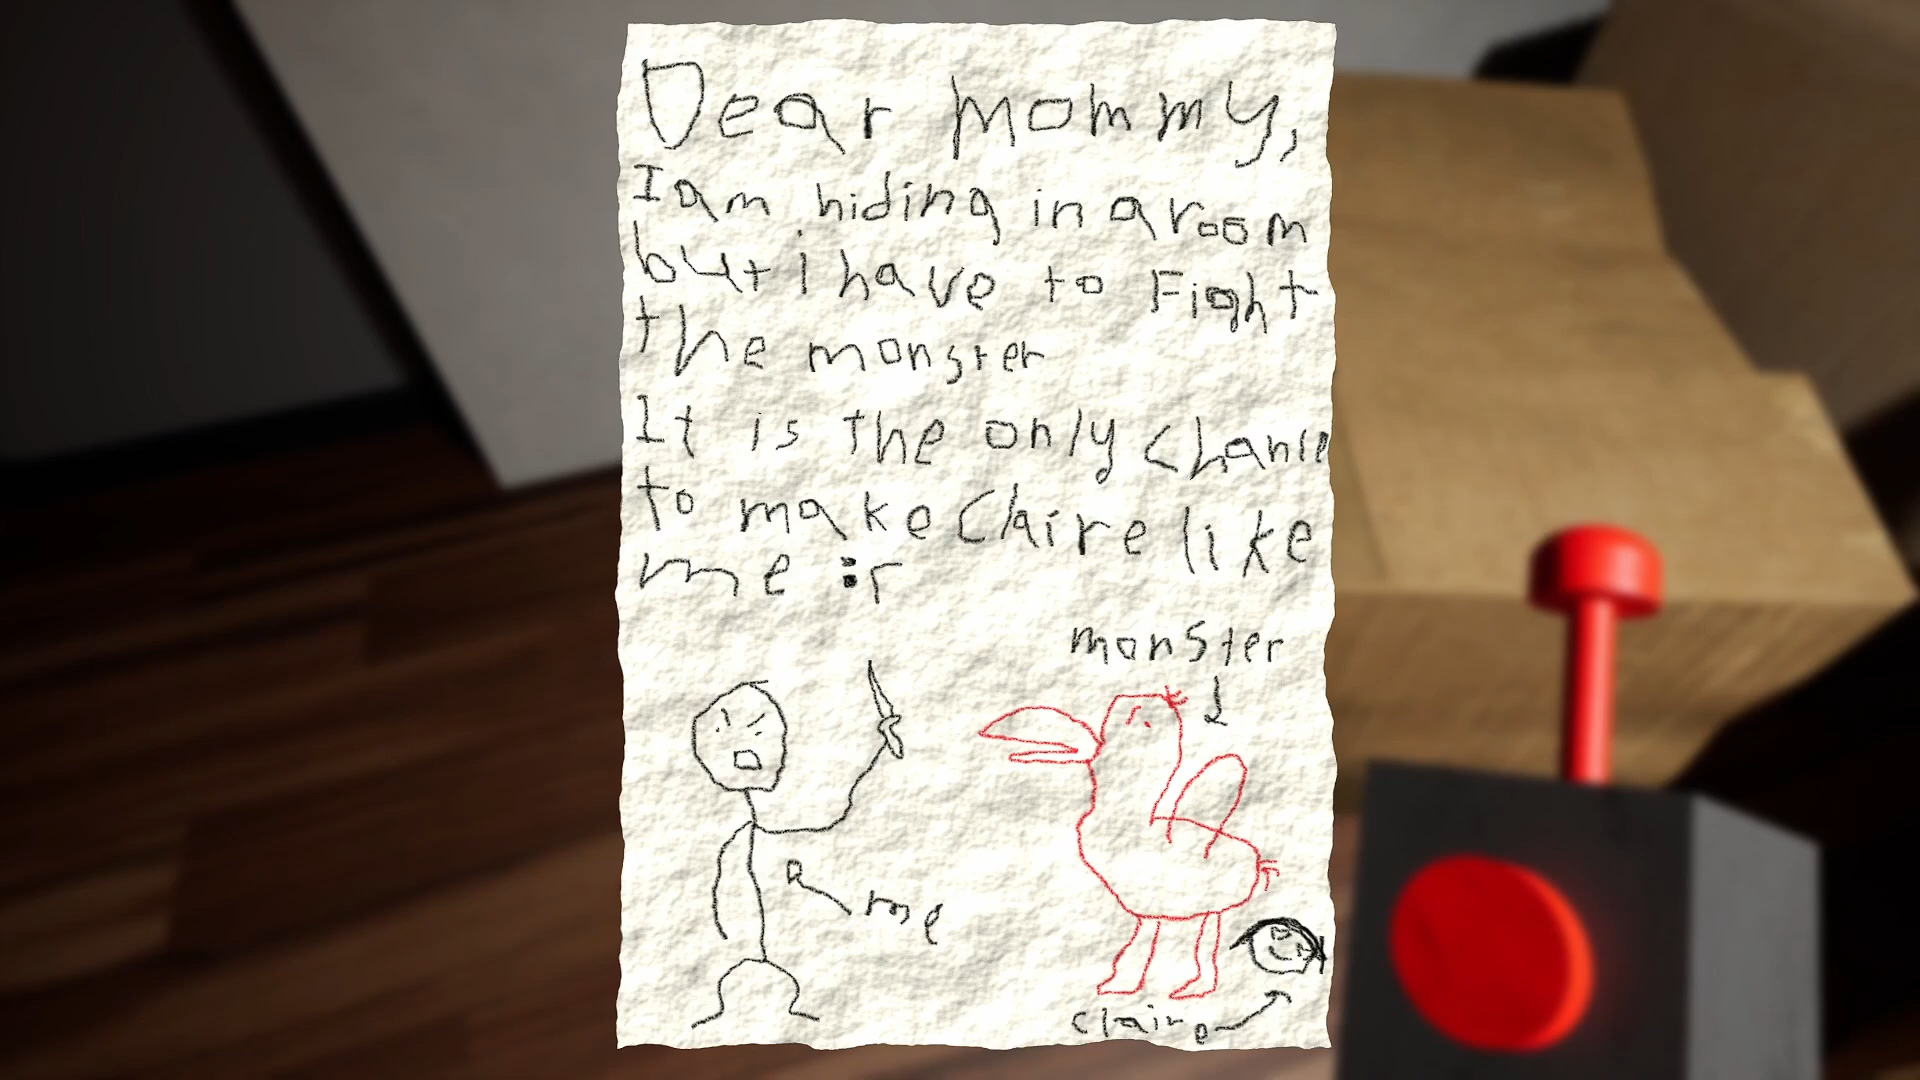 Dear mommy,
I am hiding in a room
but i have to Fight
the monster
It is the only chance
to make Claire like
me :r
monster
me
claire